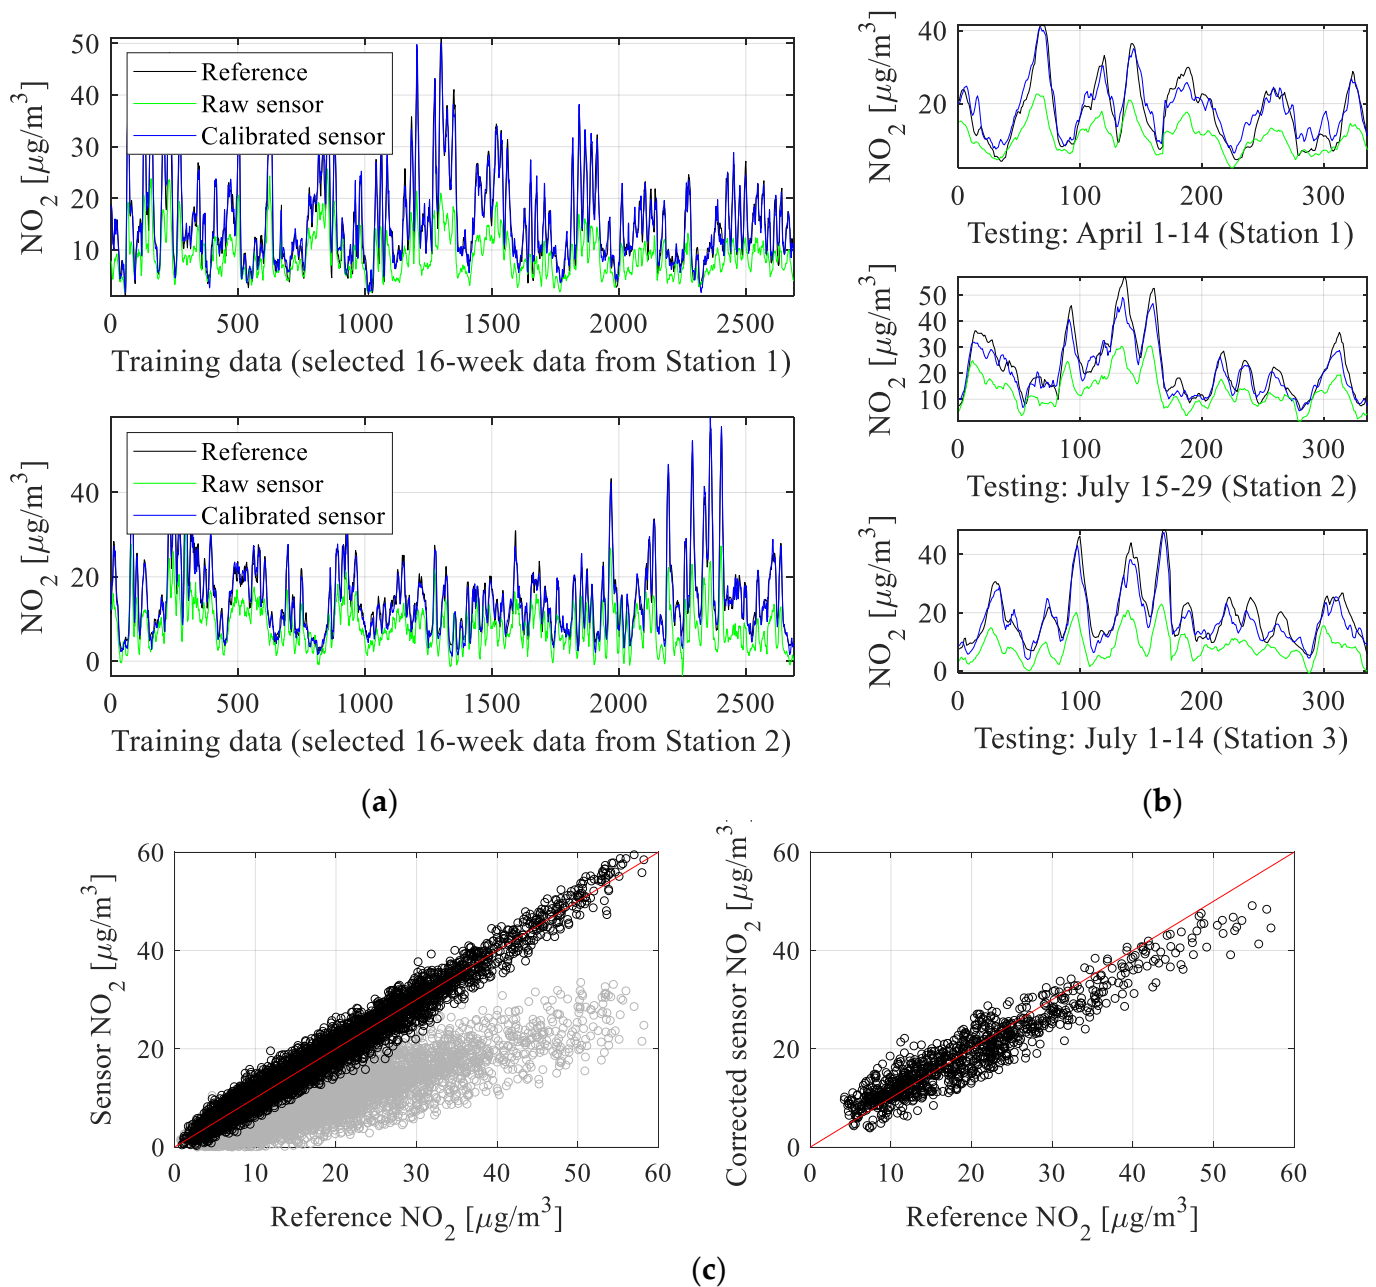 NO2 [µg/m3]
50
40
30
20
10
Reference
Raw sensor
Calibrated sensor
0 500 1000 1500 2000 2500
Training data (selected 16-week data from Station 1)
NO2 [µg/m3]
40
20
0
Reference
Raw sensor
Calibrated sensor
0 500 1000 1500 2000 2500
Training data (selected 16-week data from Station 2)
(a)
NO2 [µg/m3]
40
20
0 100 200 300
Testing: April 1-14 (Station 1)
NO2 [µg/m3]
50
40
30
20
10
0 100 200 300
Testing: July 15-29 (Station 2)
NO2 [µg/m3]
40
20
0
0 100 200 300
Testing: July 1-14 (Station 3)
(b)
Sensor NO2 [µg/m3]
60
40
20
0
0 10 20 30 40 50 60
Reference NO2 [µg/m3]
Corrected sensor NO2 [µg/m3]
60
40
20
0
0 10 20 30 40 50 60
Reference NO2 [µg/m3]
(c)